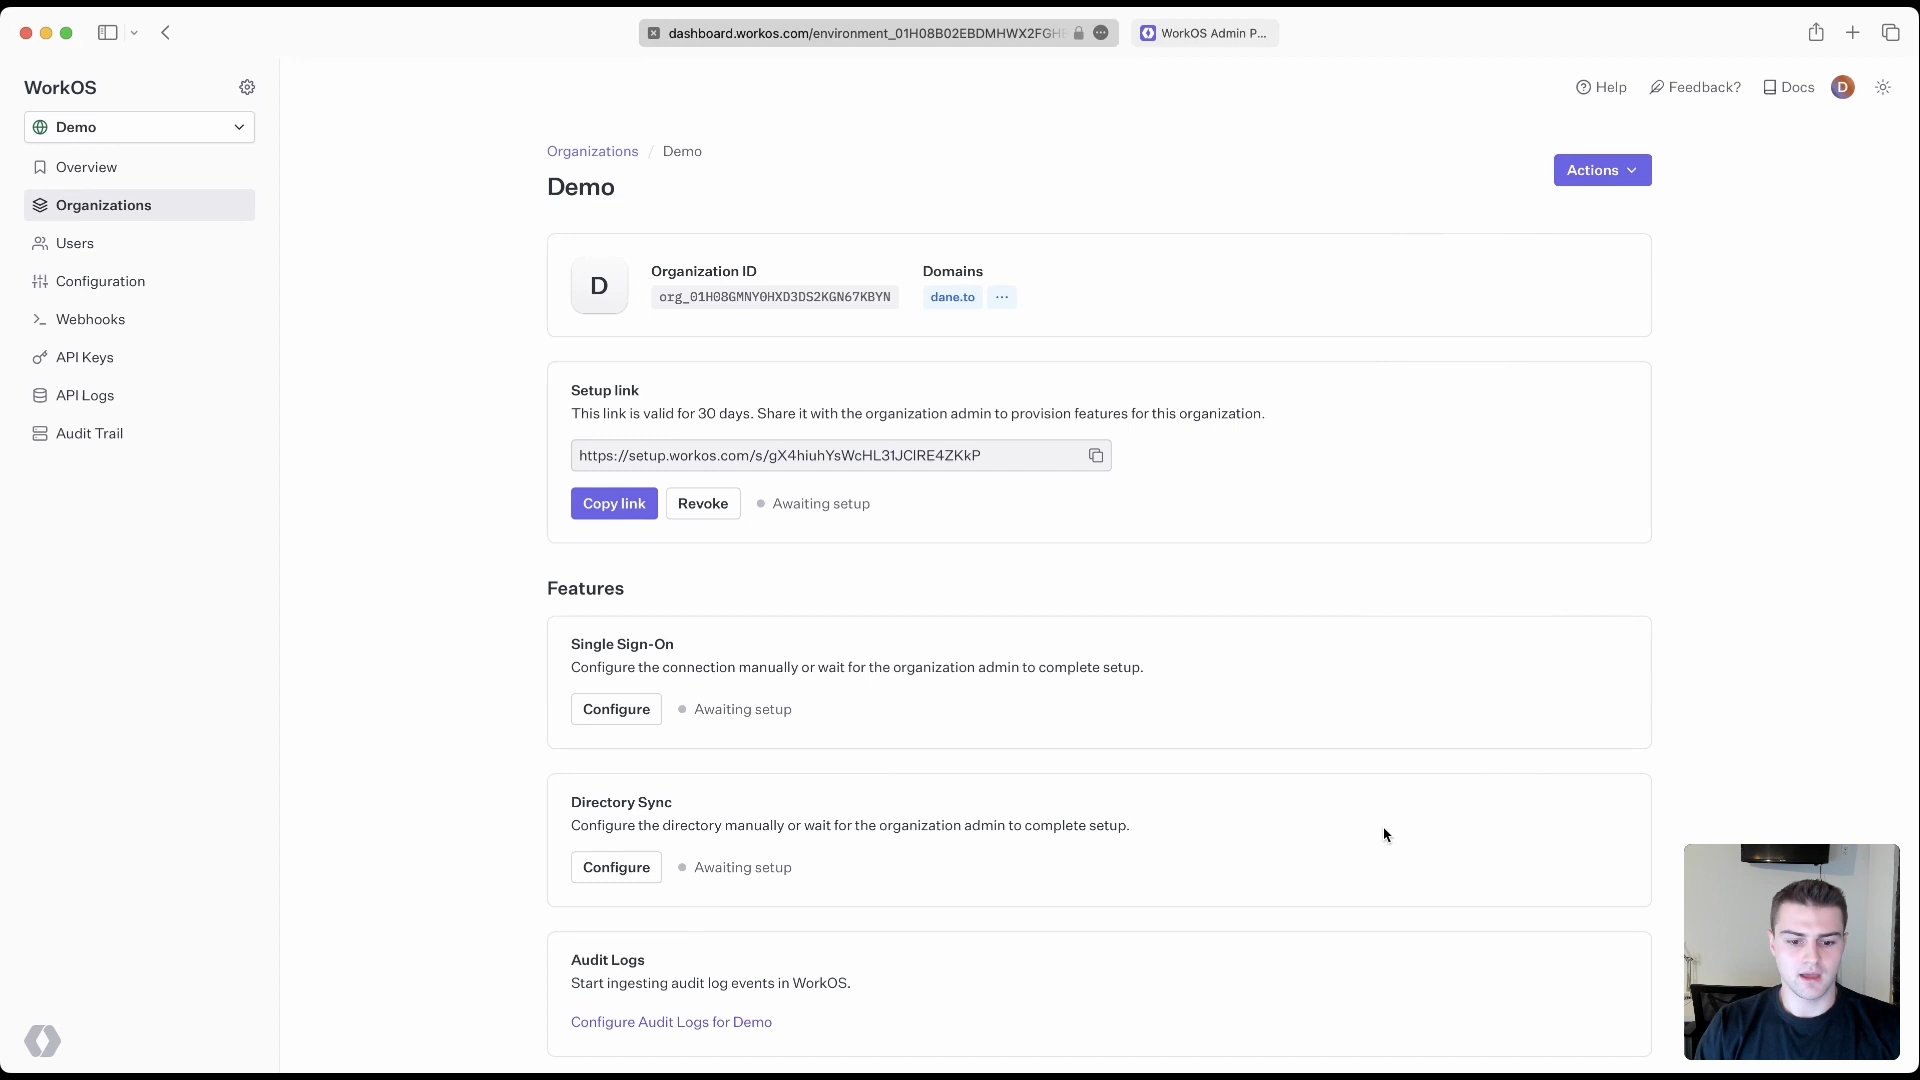 dashboard.workos.com/environment_01H08B02EBDMHWX2FGH
WorkOS Admin P...
WorkOS
Help
Feedback?
Docs
D
Demo
Overview
Organizations
Users
Configuration
Webhooks
API Keys
API Logs
Audit Trail
Organizations / Demo
Demo
Actions
D
Organization ID
org_01H08GMNY0HXD3DS2KGN67KBYN
Domains
dane.to ...
Setup link
This link is valid for 30 days. Share it with the organization admin to provision features for this organization.
https://setup.workos.com/s/gX4hiuhYsWcHL31JClRE4ZKkP
Copy link
Revoke
Awaiting setup
Features
Single Sign-On
Configure the connection manually or wait for the organization admin to complete setup.
Configure
Awaiting setup
Directory Sync
Configure the directory manually or wait for the organization admin to complete setup.
Configure
Awaiting setup
Audit Logs
Start ingesting audit log events in WorkOS.
Configure Audit Logs for Demo